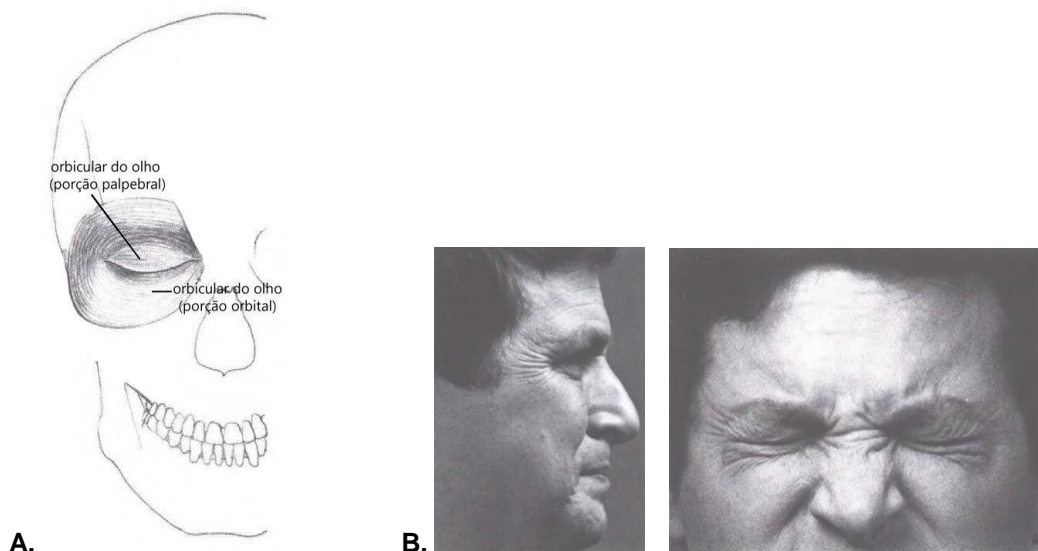 orbicular do olho
(porção palpebral)
orbicular do olho
(porção orbital)
A.
B.